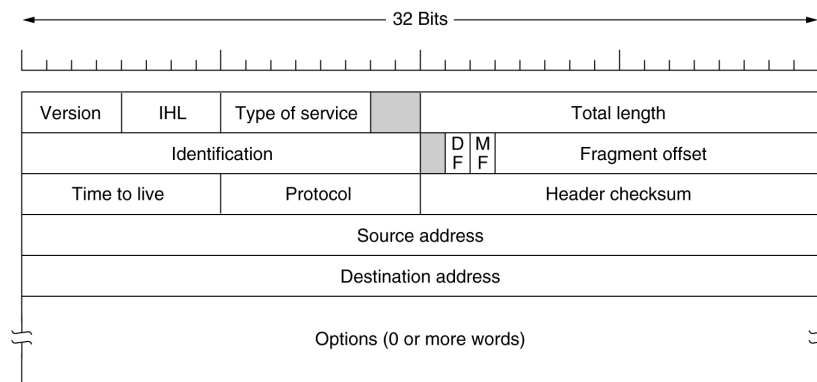 32 Bits
Version IHL Type of service Total length
Identification D F M F Fragment offset
Time to live Protocol Header checksum
Source address
Destination address
Options (0 or more words)